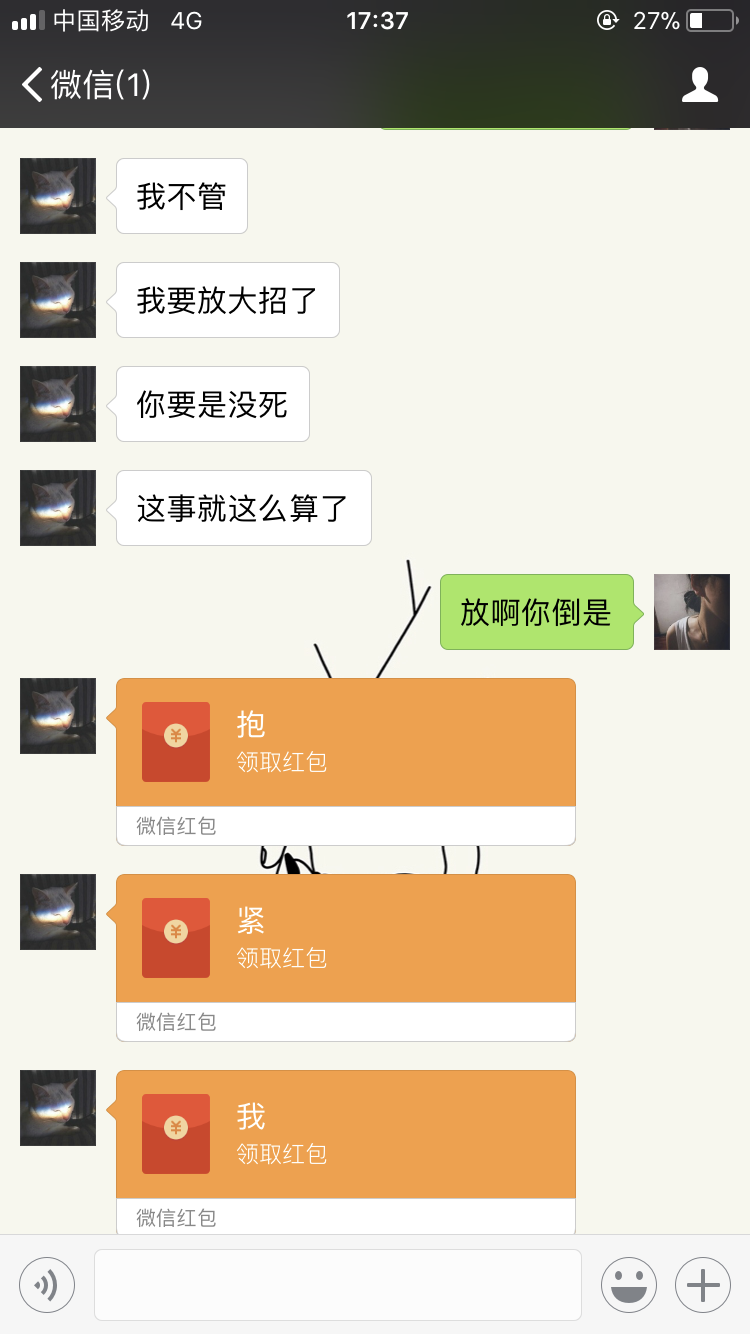 中国移动 4G 17:37 27%
微信(1)
我不管
我要放大招了
你要是没死
这事就这么算了
放啊你倒是
抱
领取红包
微信红包
紧
领取红包
微信红包
我
领取红包
微信红包